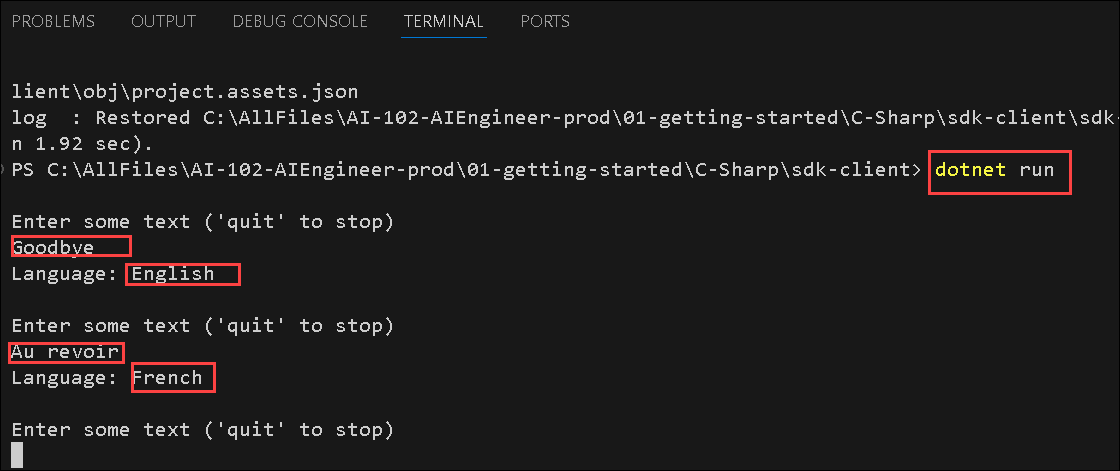 PROBLEMS OUTPUT DEBUG CONSOLE TERMINAL PORTS
lient\obj\project.assets.json
log  : Restored C:\AllFiles\AI-102-AIEngineer-prod\01-getting-started\C-Sharp\sdk-client\sdk-
n 1.92 sec).
PS C:\AllFiles\AI-102-AIEngineer-prod\01-getting-started\C-Sharp\sdk-client> dotnet run
Enter some text ('quit' to stop)
Goodbye
Language: English
Enter some text ('quit' to stop)
Au revoir
Language: French
Enter some text ('quit' to stop)